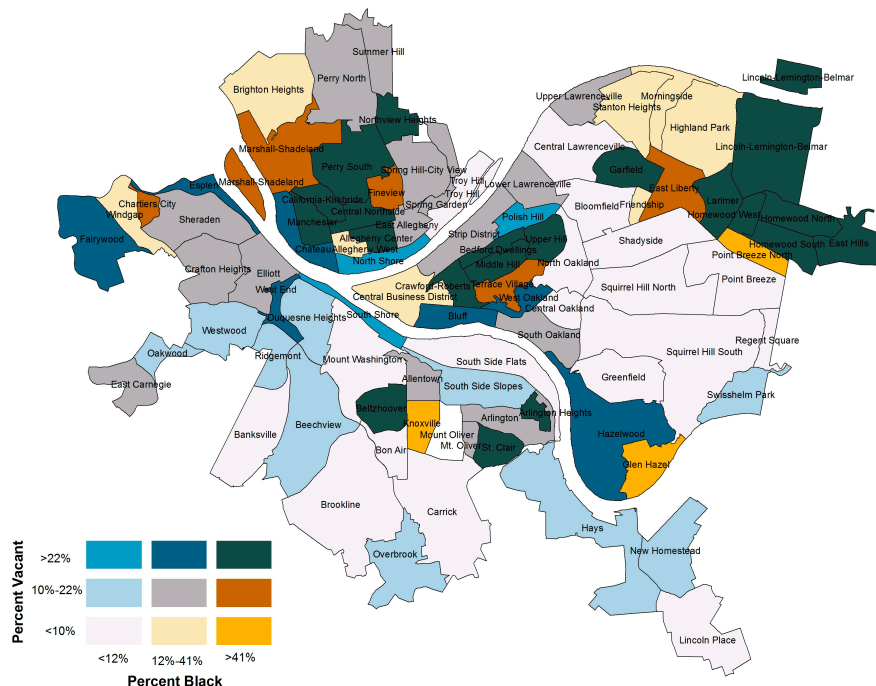 Summer Hill
Perry North
Lincoln-Lemington-Belmar
Brighton Heights
Upper Lawrenceville
Morningside
Stanton Heights
Northview Heights
Highland Park
Central Lawrenceville
Marshall-Shadeland
Lincoln-Lemington-Belmar
Perry South
Spring Hill-City View
Garfield
Troy Hill
Marshall-Shadeland
Esplen
Lower Lawrenceville
East Liberty
Fineview
Troy Hill
California-Kirkbride
Larimer
Chartiers City
Spring Garden
Bloomfield
Friendship
Central Northside
Windgap
Polish Hill
Homewood West
Homewood North
Sheraden
Manchester
East Allegheny
Strip District
Fairywood
Allegheny Center
Upper Hill
Shadyside
Homewood South
East Hills
Chateau
Allegheny West
Bedford Dwellings
Point Breeze North
North Shore
Middle Hill
North Oakland
Crafton Heights
Elliott
Point Breeze
West End
Crawford-Roberts
Terrace Village
Squirrel Hill North
Central Business District
West Oakland
Central Oakland
Duquesne Heights
South Shore
Bluff
Westwood
South Oakland
Regent Square
Oakwood
Ridgemont
Mount Washington
South Side Flats
Squirrel Hill South
East Carnegie
Allentown
South Side Slopes
Greenfield
Swisshelm Park
Beltzhoover
Arlington Heights
Knoxville
Arlington
Beechview
Banksville
Mount Oliver
Hazelwood
Mt. Oliver
St. Clair
Bon Air
Glen Hazel
Brookline
Carrick
Hays
Overbrook
New Homestead
Lincoln Place
Percent Vacant
>22%
10%-22%
<10%
<12%
12%-41%
>41%
Percent Black